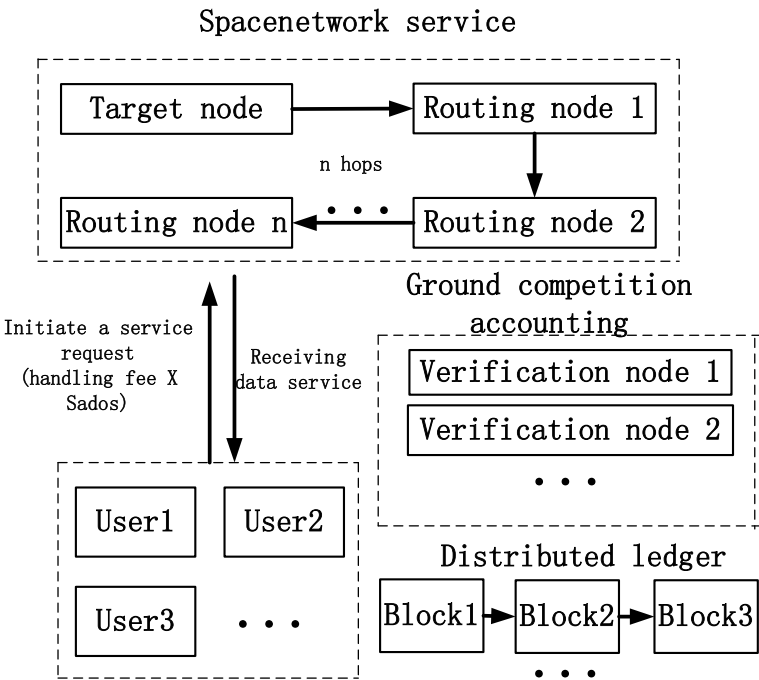 Spacenetwork service
Target node
Routing node 1
n hops
Routing node n
. . .
Routing node 2
Ground competition
accounting
Initiate a service
request
(handling fee X
Sados)
Receiving
data service
Verification node 1
Verification node 2
. . .
User1
User2
User3
. . .
Distributed ledger
Block1
Block2
Block3
. . .